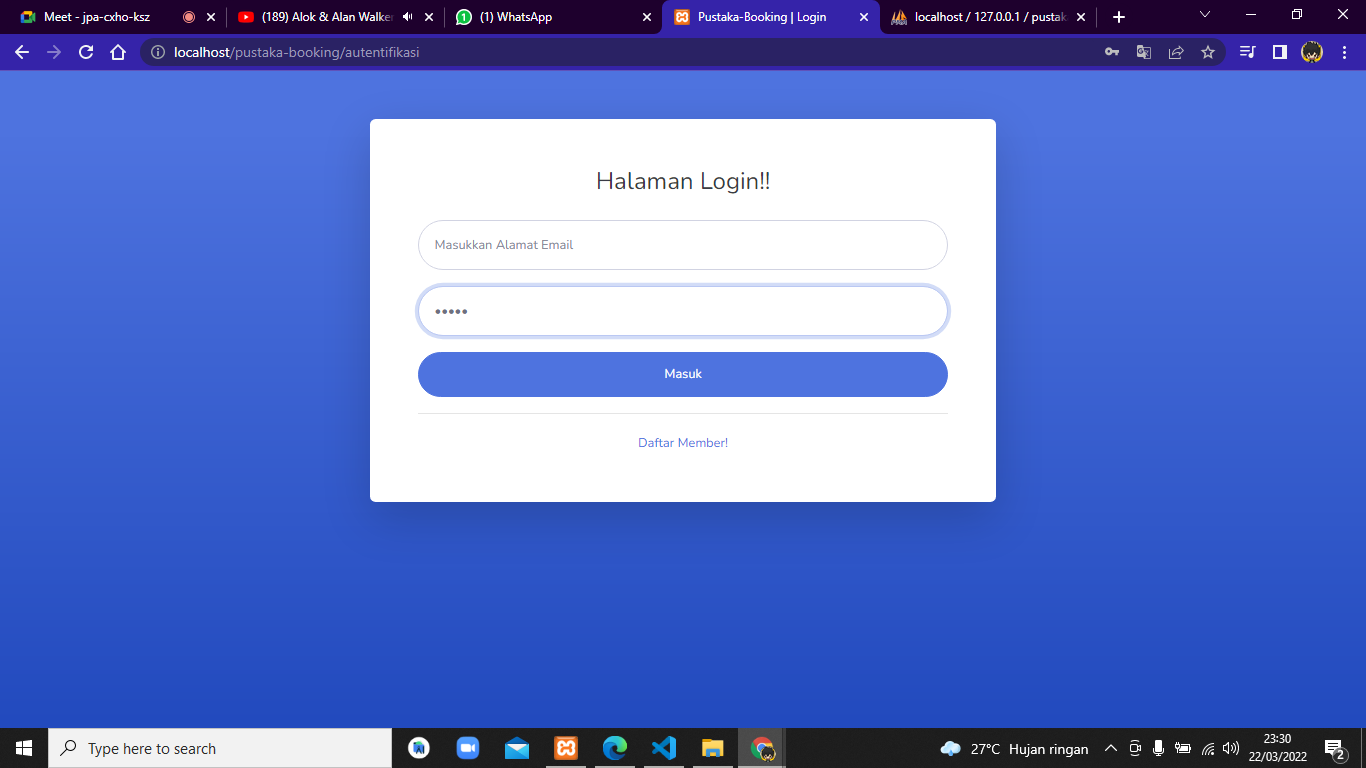 Meet - jpa-cxho-ksz
(189) Alok & Alan Walker
(1) WhatsApp
Pustaka-Booking | Login
localhost / 127.0.0.1 / pustak
localhost/pustaka-booking/autentifikasi
Halaman Login!!
Masukkan Alamat Email
•••••
Masuk
Daftar Member!
Type here to search
27°C Hujan ringan
23:30
22/03/2022
2